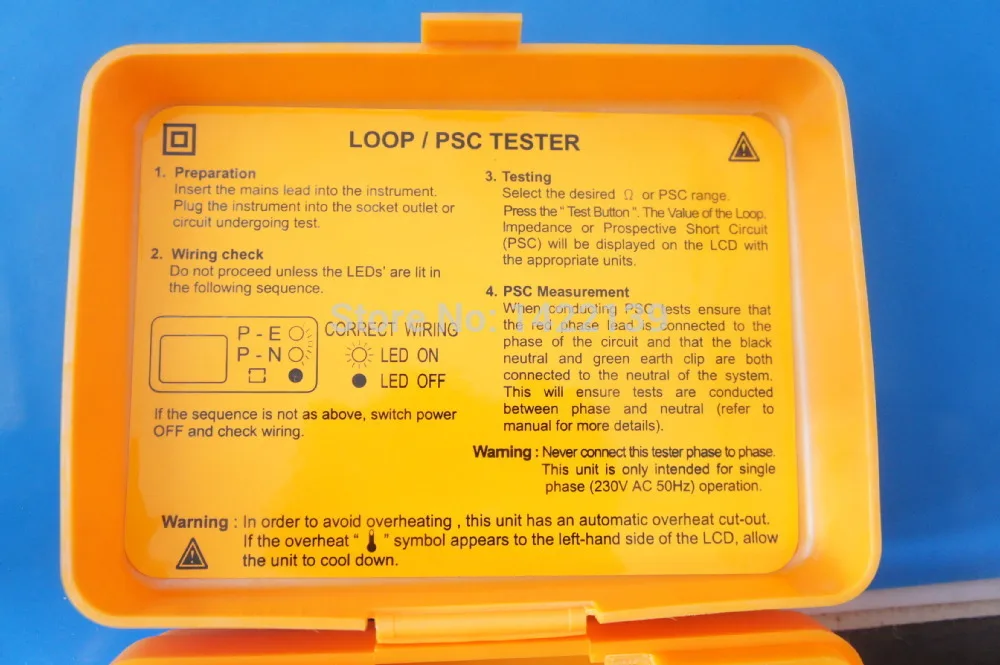 LOOP / PSC TESTER
1. Preparation
Insert the mains lead into the instrument.
Plug the instrument into the socket outlet or
circuit undergoing test.
2. Wiring check
Do not proceed unless the LEDs' are lit in
the following sequence.
P - E
P - N
CORRECT WIRING
LED ON
LED OFF
If the sequence is not as above, switch power
OFF and check wiring.
3. Testing
Select the desired Ω or PSC range.
Press the " Test Button ". The Value of the Loop.
Impedance or Prospective Short Circuit
(PSC) will be displayed on the LCD with
the appropriate units.
4. PSC Measurement
When conducting PSC tests ensure that
the red phase lead is connected to the
phase of the circuit and that the black
neutral and green earth clip are both
connected to the neutral of the system.
This will ensure tests are conducted
between phase and neutral (refer to
manual for more details).
Warning : Never connect this tester phase to phase.
This unit is only intended for single
phase (230V AC 50Hz) operation.
Warning : In order to avoid overheating , this unit has an automatic overheat cut-out.
If the overheat " " symbol appears to the left-hand side of the LCD, allow
the unit to cool down.
Store No: 1422139